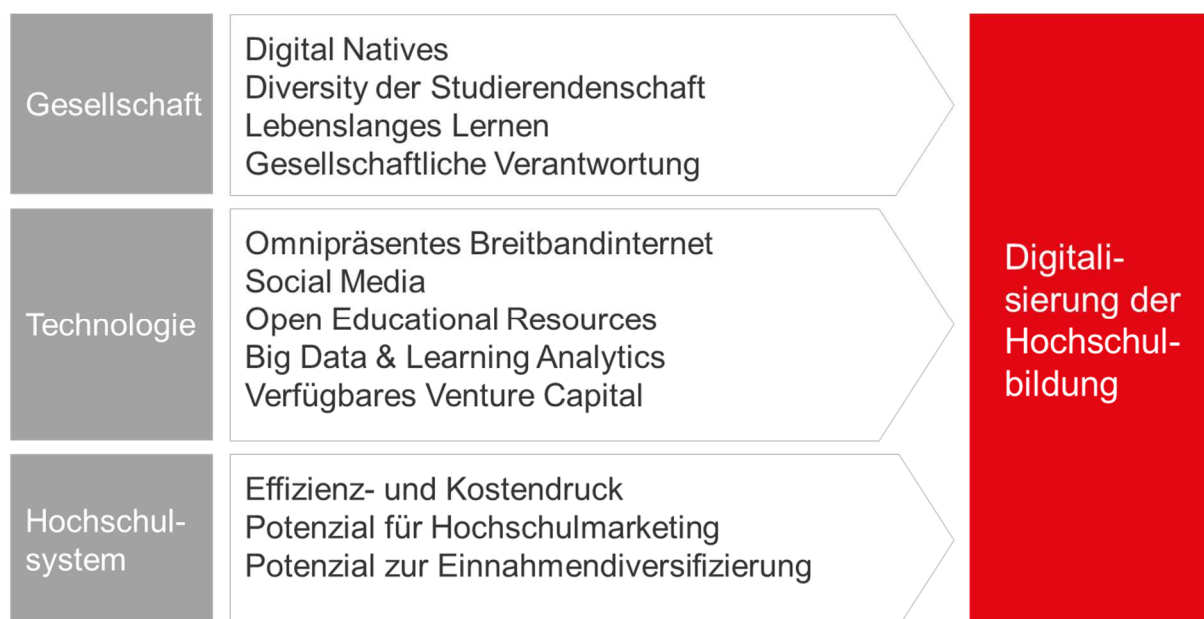 Gesellschaft
Digital Natives
Diversity der Studierendenschaft
Lebenslanges Lernen
Gesellschaftliche Verantwortung
Technologie
Omnipräsentes Breitbandinternet
Social Media
Open Educational Resources
Big Data & Learning Analytics
Verfügbares Venture Capital
Hochschul-
system
Effizienz- und Kostendruck
Potenzial für Hochschulmarketing
Potenzial zur Einnahmendiversifizierung
Digitali-
sierung der
Hochschul-
bildung